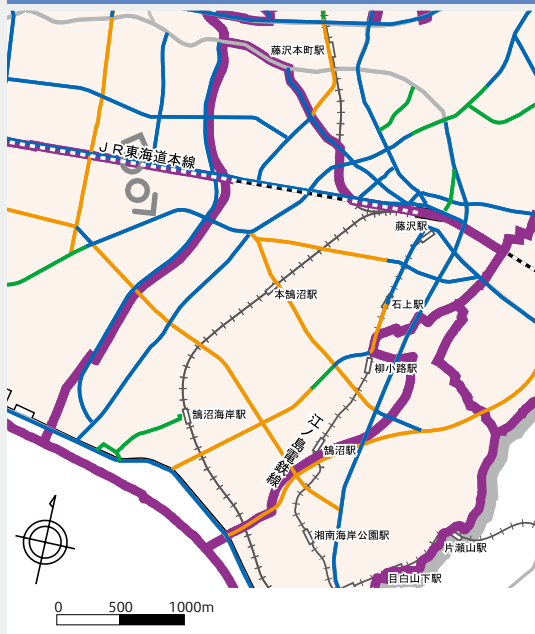 藤沢本町駅
JR東海道本線
藤沢駅
本鵠沼駅
石上駅
柳小路駅
鵠沼海岸駅
江ノ島電鉄線
鵠沼駅
湘南海岸公園駅
片瀬山駅
目白山下駅
0 500 1000m